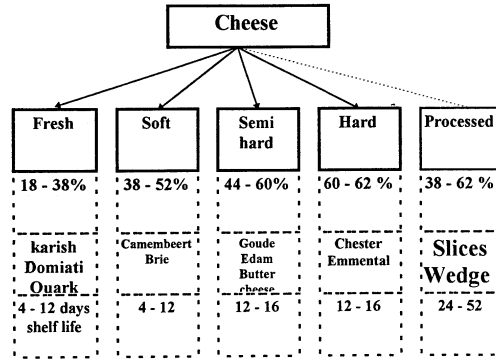 Cheese
Fresh
Soft
Semi
hard
Hard
Processed
18 - 38%
38 - 52%
44 - 60%
60 - 62 %
38 - 62 %
karish
Domiati
Quark
Camembeert
Brie
Goude
Edam
Butter
cheese
Chester
Emmental
Slices
Wedge
4 - 12 days
shelf life
4 - 12
12 - 16
12 - 16
24 - 52